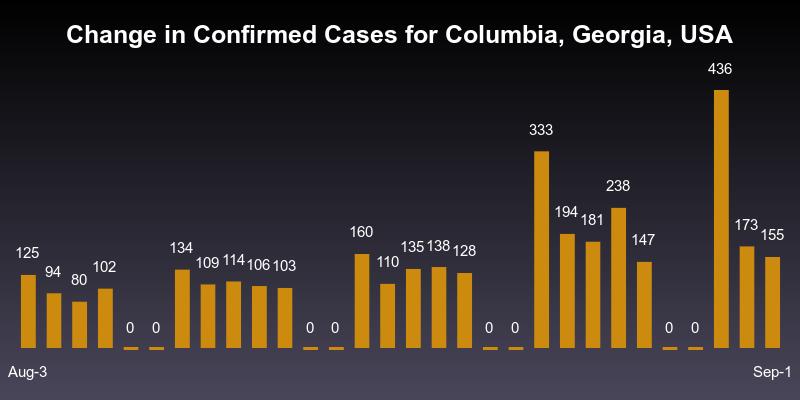 Change in Confirmed Cases for Columbia, Georgia, USA
125 94 80 102 0 0 134 109 114 106 103 0 0 160 110 135 138 128 0 0 333 194 181 238 147 0 0 436 173 155
Aug-3 Sep-1